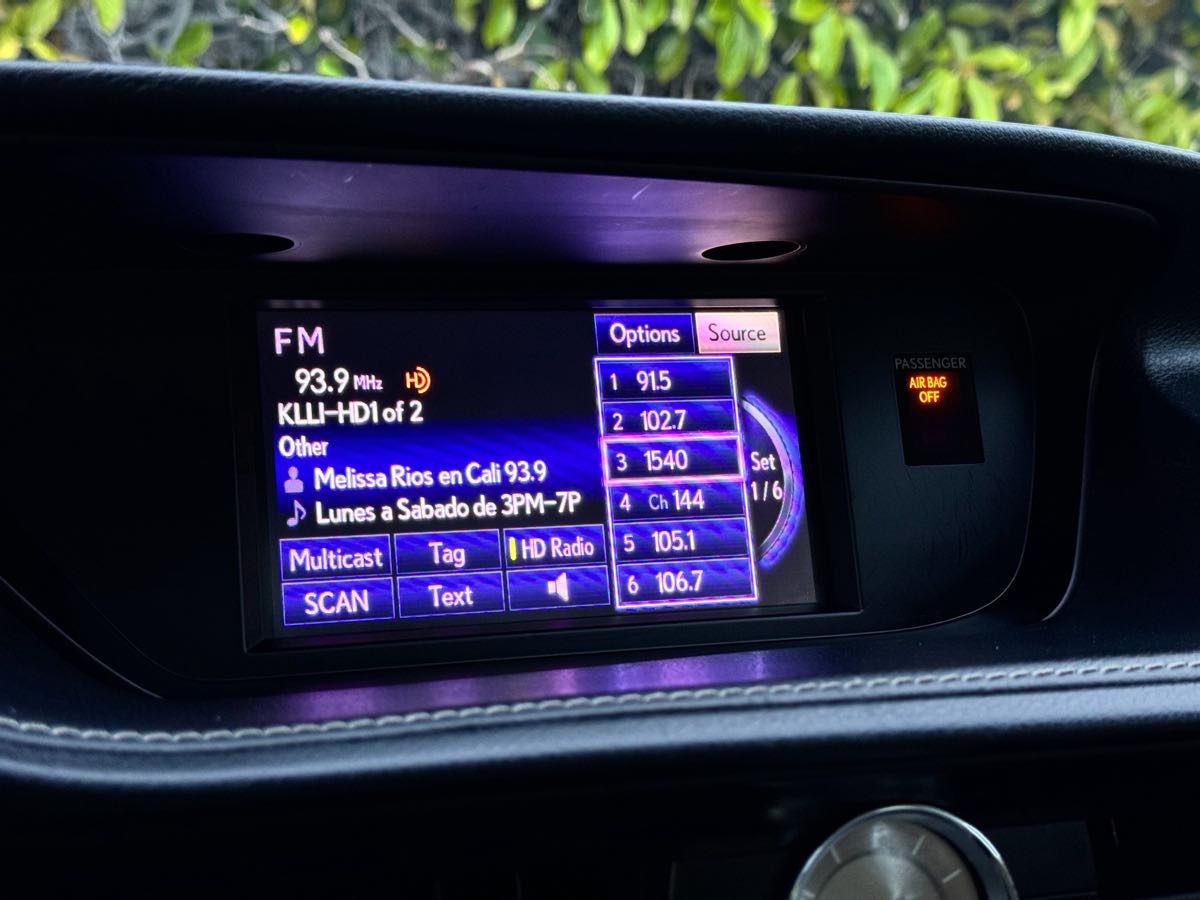 FM
93.9 MHz HD
KLLI-HD1 of 2
Other
Melissa Rios en Cali 93.9
Lunes a Sabado de 3PM-7P
Multicast Tag HD Radio
SCAN Text
Options Source
1 91.5
2 102.7
3 1540
4 Ch 144
5 105.1
6 106.7
Set
1/6
PASSENGER
AIR BAG
OFF